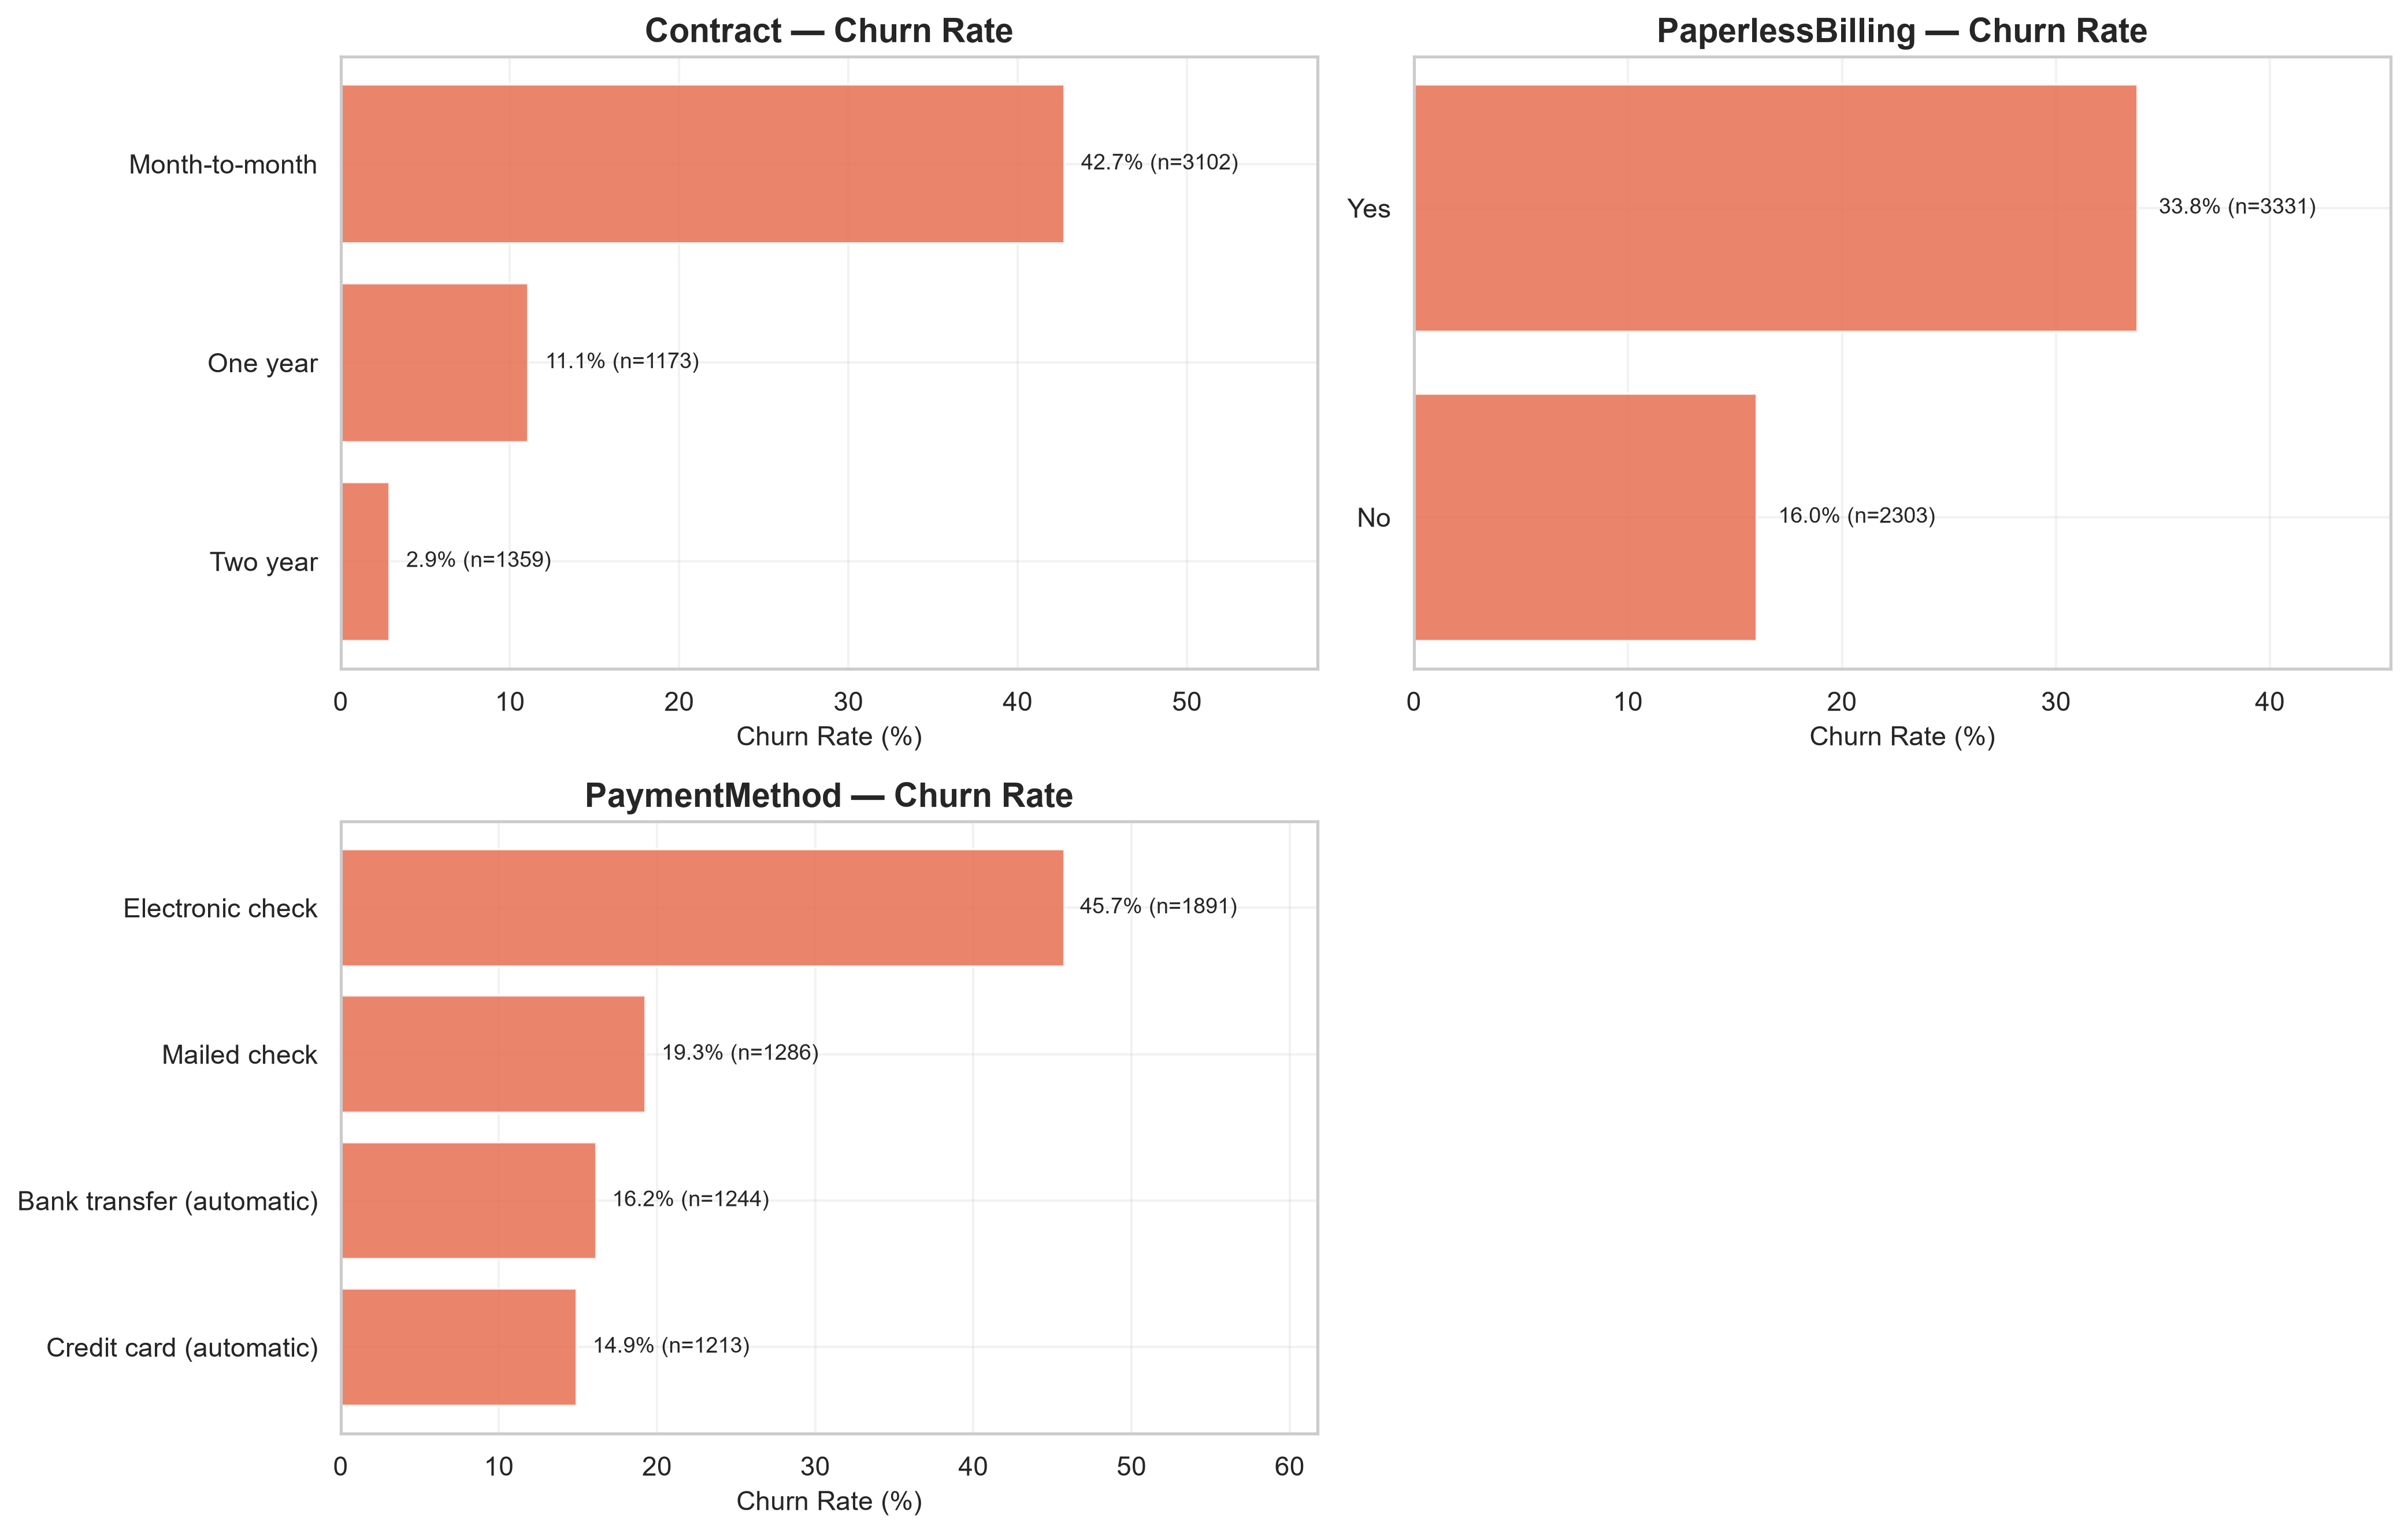 Contract — Churn Rate
Month-to-month
42.7% (n=3102)
One year
11.1% (n=1173)
Two year
2.9% (n=1359)
0 10 20 30 40 50
Churn Rate (%)
PaperlessBilling — Churn Rate
Yes
33.8% (n=3331)
No
16.0% (n=2303)
0 10 20 30 40
Churn Rate (%)
PaymentMethod — Churn Rate
Electronic check
45.7% (n=1891)
Mailed check
19.3% (n=1286)
Bank transfer (automatic)
16.2% (n=1244)
Credit card (automatic)
14.9% (n=1213)
0 10 20 30 40 50 60
Churn Rate (%)